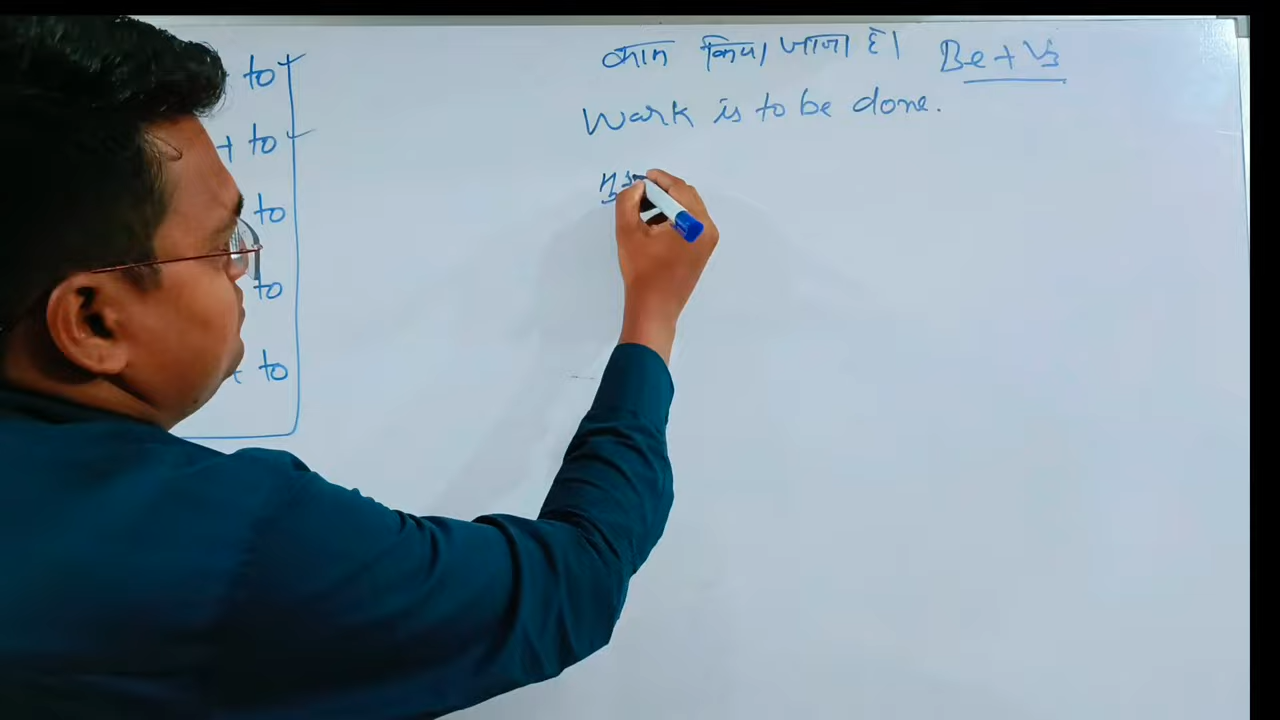 to
+ to
to
to
+ to
काम किया जाना है। Be + V3
Work is to be done.